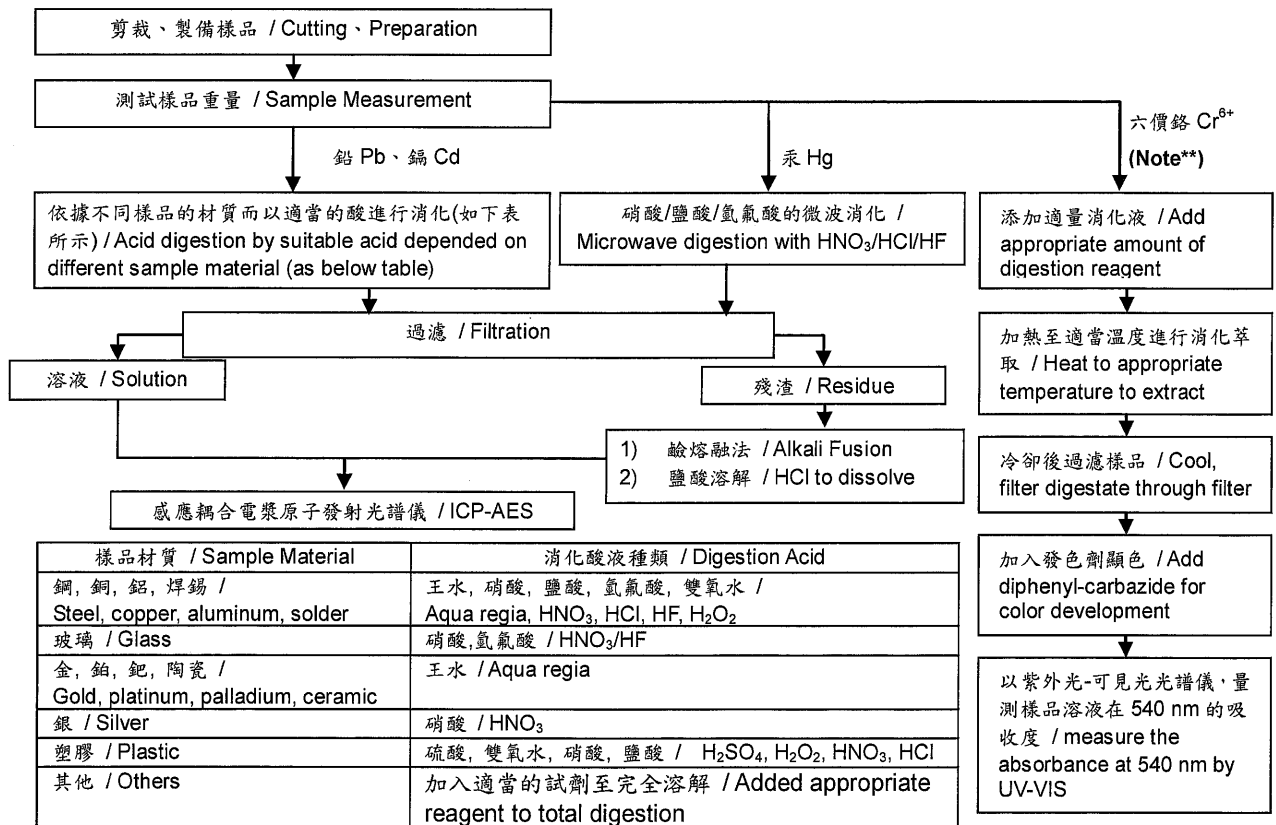 剪裁、製備樣品 / Cutting、Preparation
測試樣品重量 / Sample Measurement
鉛 Pb、鎘 Cd
汞 Hg
六價鉻 Cr⁶⁺
(Note**)
依據不同樣品的材質而以適當的酸進行消化(如下表
所示) / Acid digestion by suitable acid depended on
different sample material (as below table)
硝酸/鹽酸/氫氟酸的微波消化 /
Microwave digestion with HNO₃/HCl/HF
添加適量消化液 / Add
appropriate amount of
digestion reagent
過濾 / Filtration
溶液 / Solution
殘渣 / Residue
1) 鹼熔融法 / Alkali Fusion
2) 鹽酸溶解 / HCl to dissolve
感應耦合電漿原子發射光譜儀 / ICP-AES
加熱至適當溫度進行消化萃
取 / Heat to appropriate
temperature to extract
冷卻後過濾樣品 / Cool,
filter digestate through filter
加入發色劑顯色 / Add
diphenyl-carbazide for
color development
以紫外光-可見光光譜儀,量
測樣品溶液在 540 nm 的吸
收度 / measure the
absorbance at 540 nm by
UV-VIS
樣品材質 / Sample Material
消化酸液種類 / Digestion Acid
鋼, 銅, 鋁, 焊錫 /
Steel, copper, aluminum, solder
王水, 硝酸, 鹽酸, 氫氟酸, 雙氧水 /
Aqua regia, HNO₃, HCl, HF, H₂O₂
玻璃 / Glass
硝酸,氫氟酸 / HNO₃/HF
金, 鉑, 鈀, 陶瓷 /
Gold, platinum, palladium, ceramic
王水 / Aqua regia
銀 / Silver
硝酸 / HNO₃
塑膠 / Plastic
硫酸, 雙氧水, 硝酸, 鹽酸 / H₂SO₄, H₂O₂, HNO₃, HCl
其他 / Others
加入適當的試劑至完全溶解 / Added appropriate
reagent to total digestion